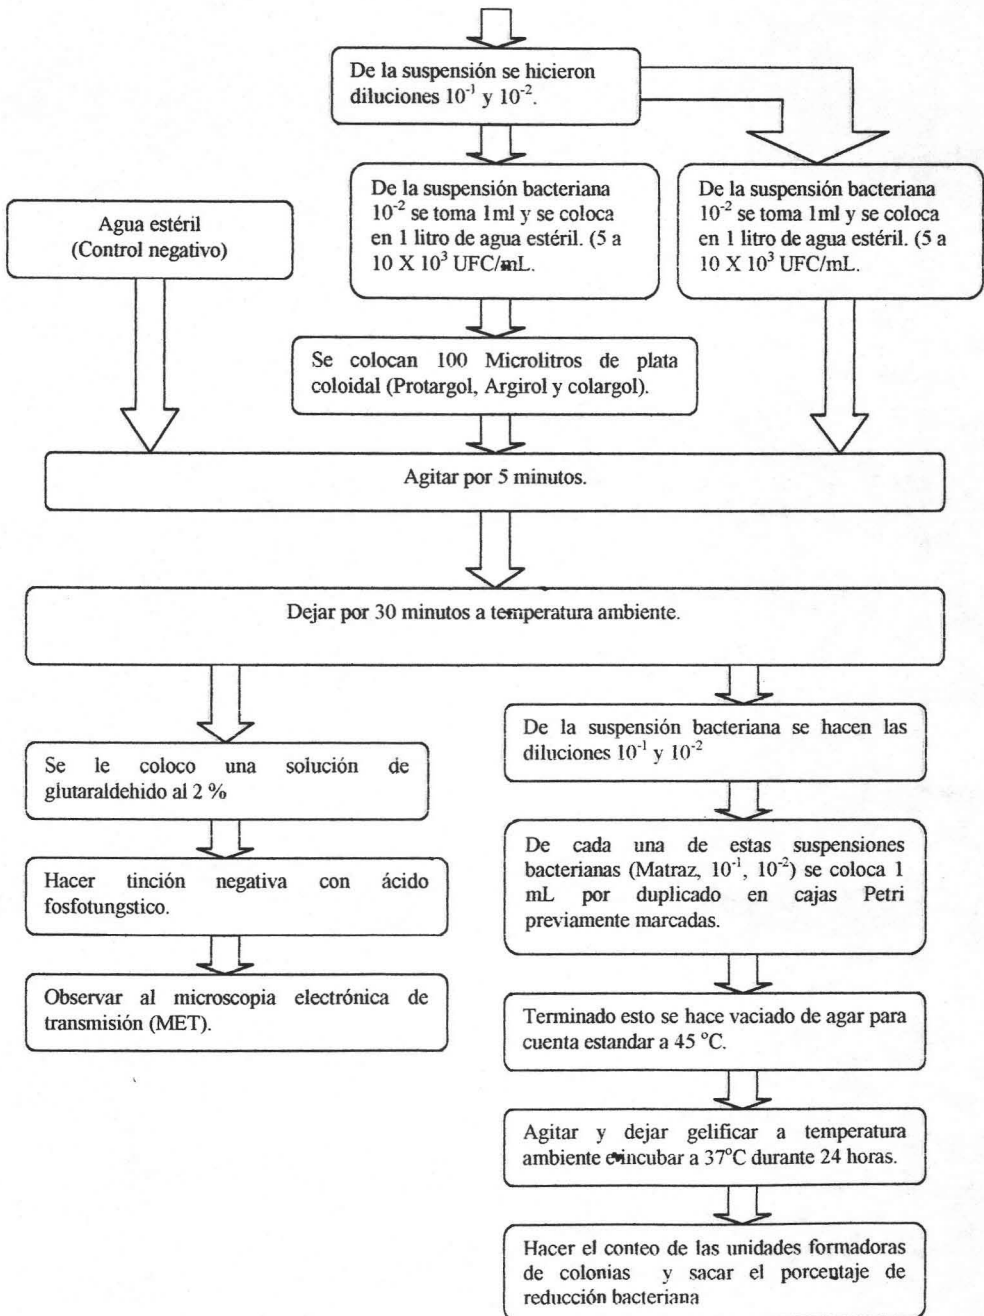 De la suspensión se hicieron
diluciones 10⁻¹ y 10⁻².
Agua estéril
(Control negativo)
De la suspensión bacteriana
10⁻² se toma 1ml y se coloca
en 1 litro de agua estéril. (5 a
10 X 10³ UFC/mL.
De la suspensión bacteriana
10⁻² se toma 1ml y se coloca
en 1 litro de agua estéril. (5 a
10 X 10³ UFC/mL.
Se colocan 100 Microlitros de plata
coloidal (Protargol, Argirol y colargol).
Agitar por 5 minutos.
Dejar por 30 minutos a temperatura ambiente.
Se le coloco una solución de
glutaraldehido al 2 %
Hacer tinción negativa con ácido
fosfotungstico.
Observar al microscopia electrónica de
transmisión (MET).
De la suspensión bacteriana se hacen las
diluciones 10⁻¹ y 10⁻²
De cada una de estas suspensiones
bacterianas (Matraz, 10⁻¹, 10⁻²) se coloca 1
mL por duplicado en cajas Petri
previamente marcadas.
Terminado esto se hace vaciado de agar para
cuenta estandar a 45 °C.
Agitar y dejar gelificar a temperatura
ambiente e incubar a 37°C durante 24 horas.
Hacer el conteo de las unidades formadoras
de colonias y sacar el porcentaje de
reducción bacteriana